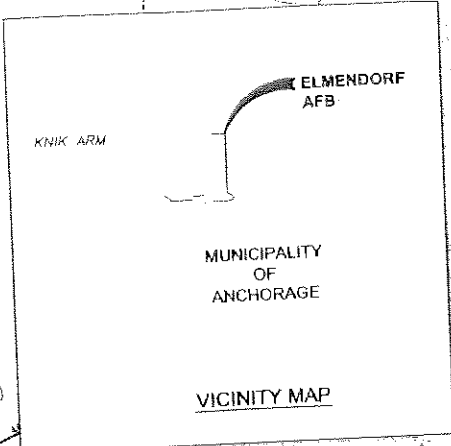 ELMENDORF
AFB
KNIK ARM
MUNICIPALITY
OF
ANCHORAGE
VICINITY MAP